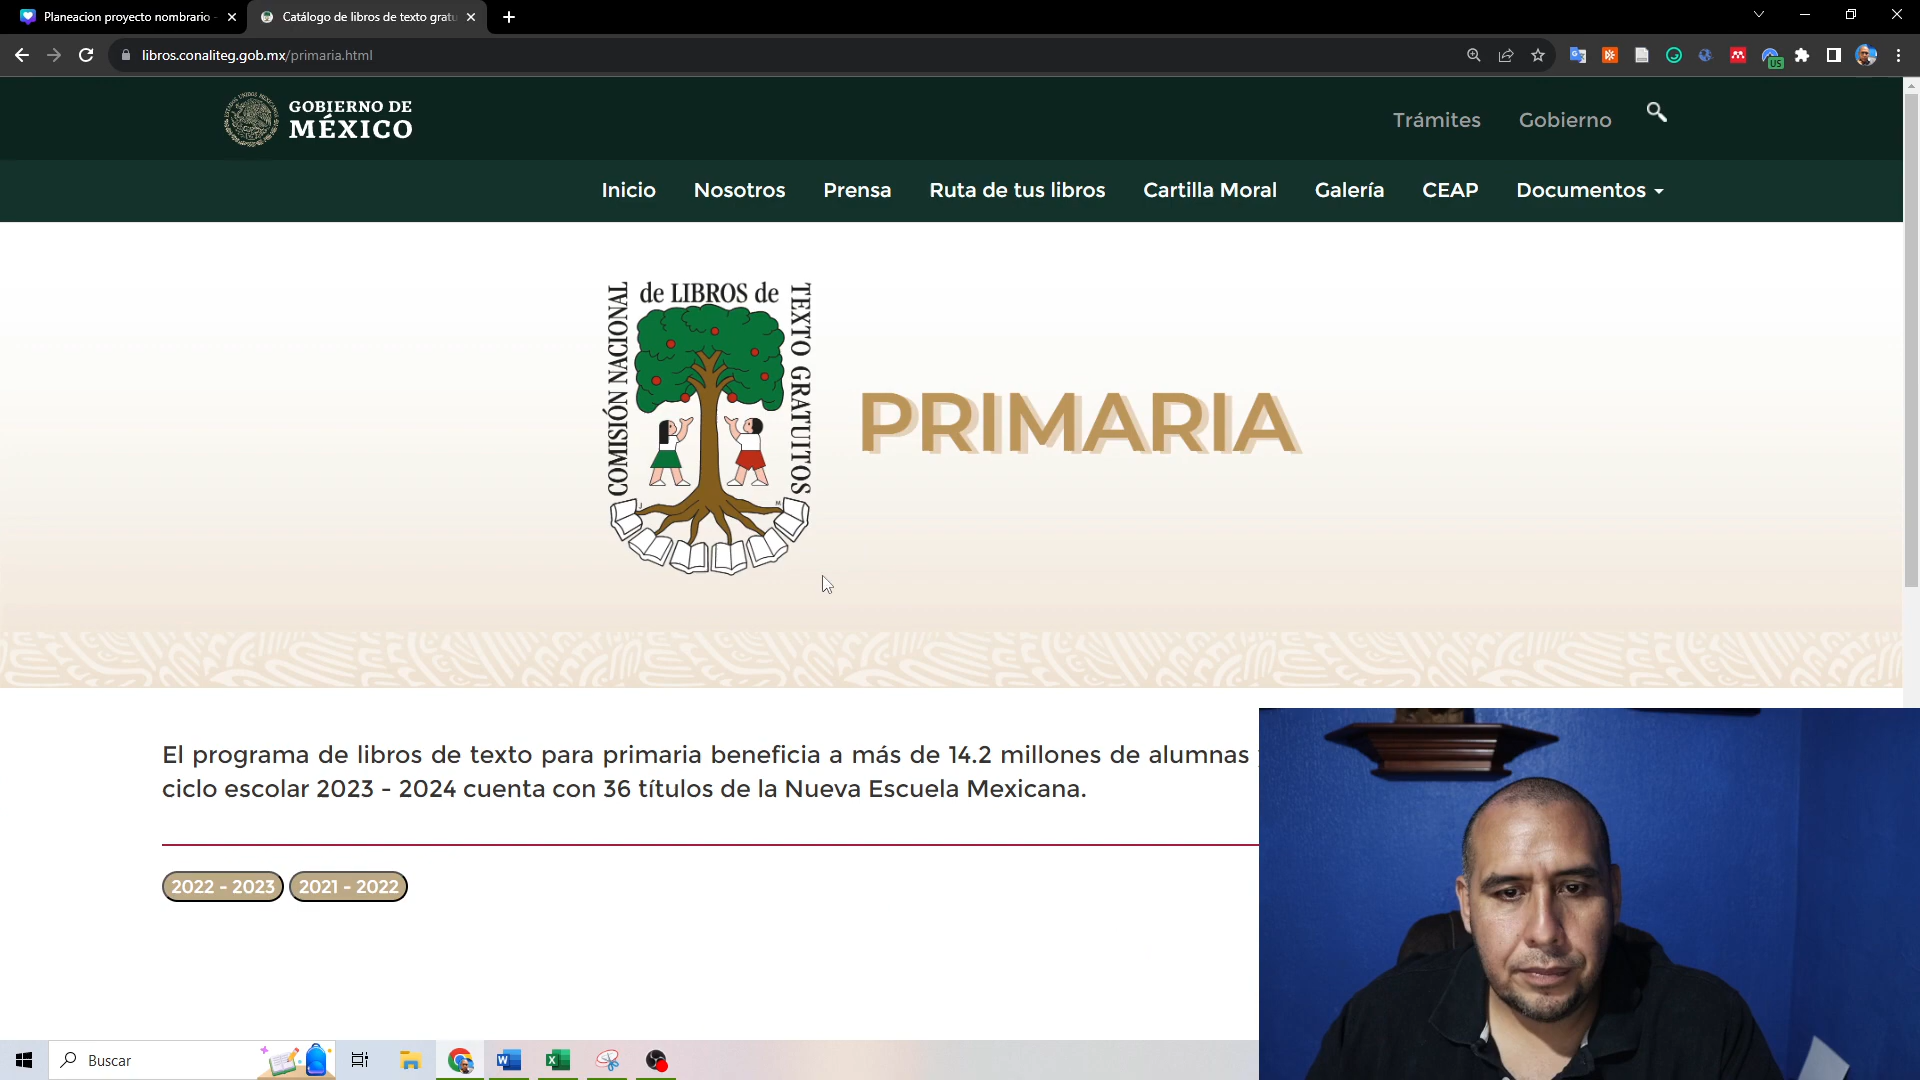 Planeacion proyecto nombrario
Catálogo de libros de texto gratu
libros.conaliteg.gob.mx/primaria.html
US
GOBIERNO DE
MÉXICO
Trámites
Gobierno
Inicio
Nosotros
Prensa
Ruta de tus libros
Cartilla Moral
Galería
CEAP
Documentos
COMISIÓN NACIONAL
de LIBROS de
TEXTO GRATUITOS
PRIMARIA
El programa de libros de texto para primaria beneficia a más de 14.2 millones de alumnas
ciclo escolar 2023 - 2024 cuenta con 36 títulos de la Nueva Escuela Mexicana.
2022 - 2023
2021 - 2022
Buscar